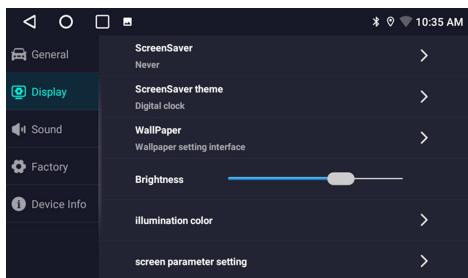 10:35 AM
General
Display
Sound
Factory
Device Info
ScreenSaver
Never
ScreenSaver theme
Digital clock
WallPaper
Wallpaper setting interface
Brightness
illumination color
screen parameter setting